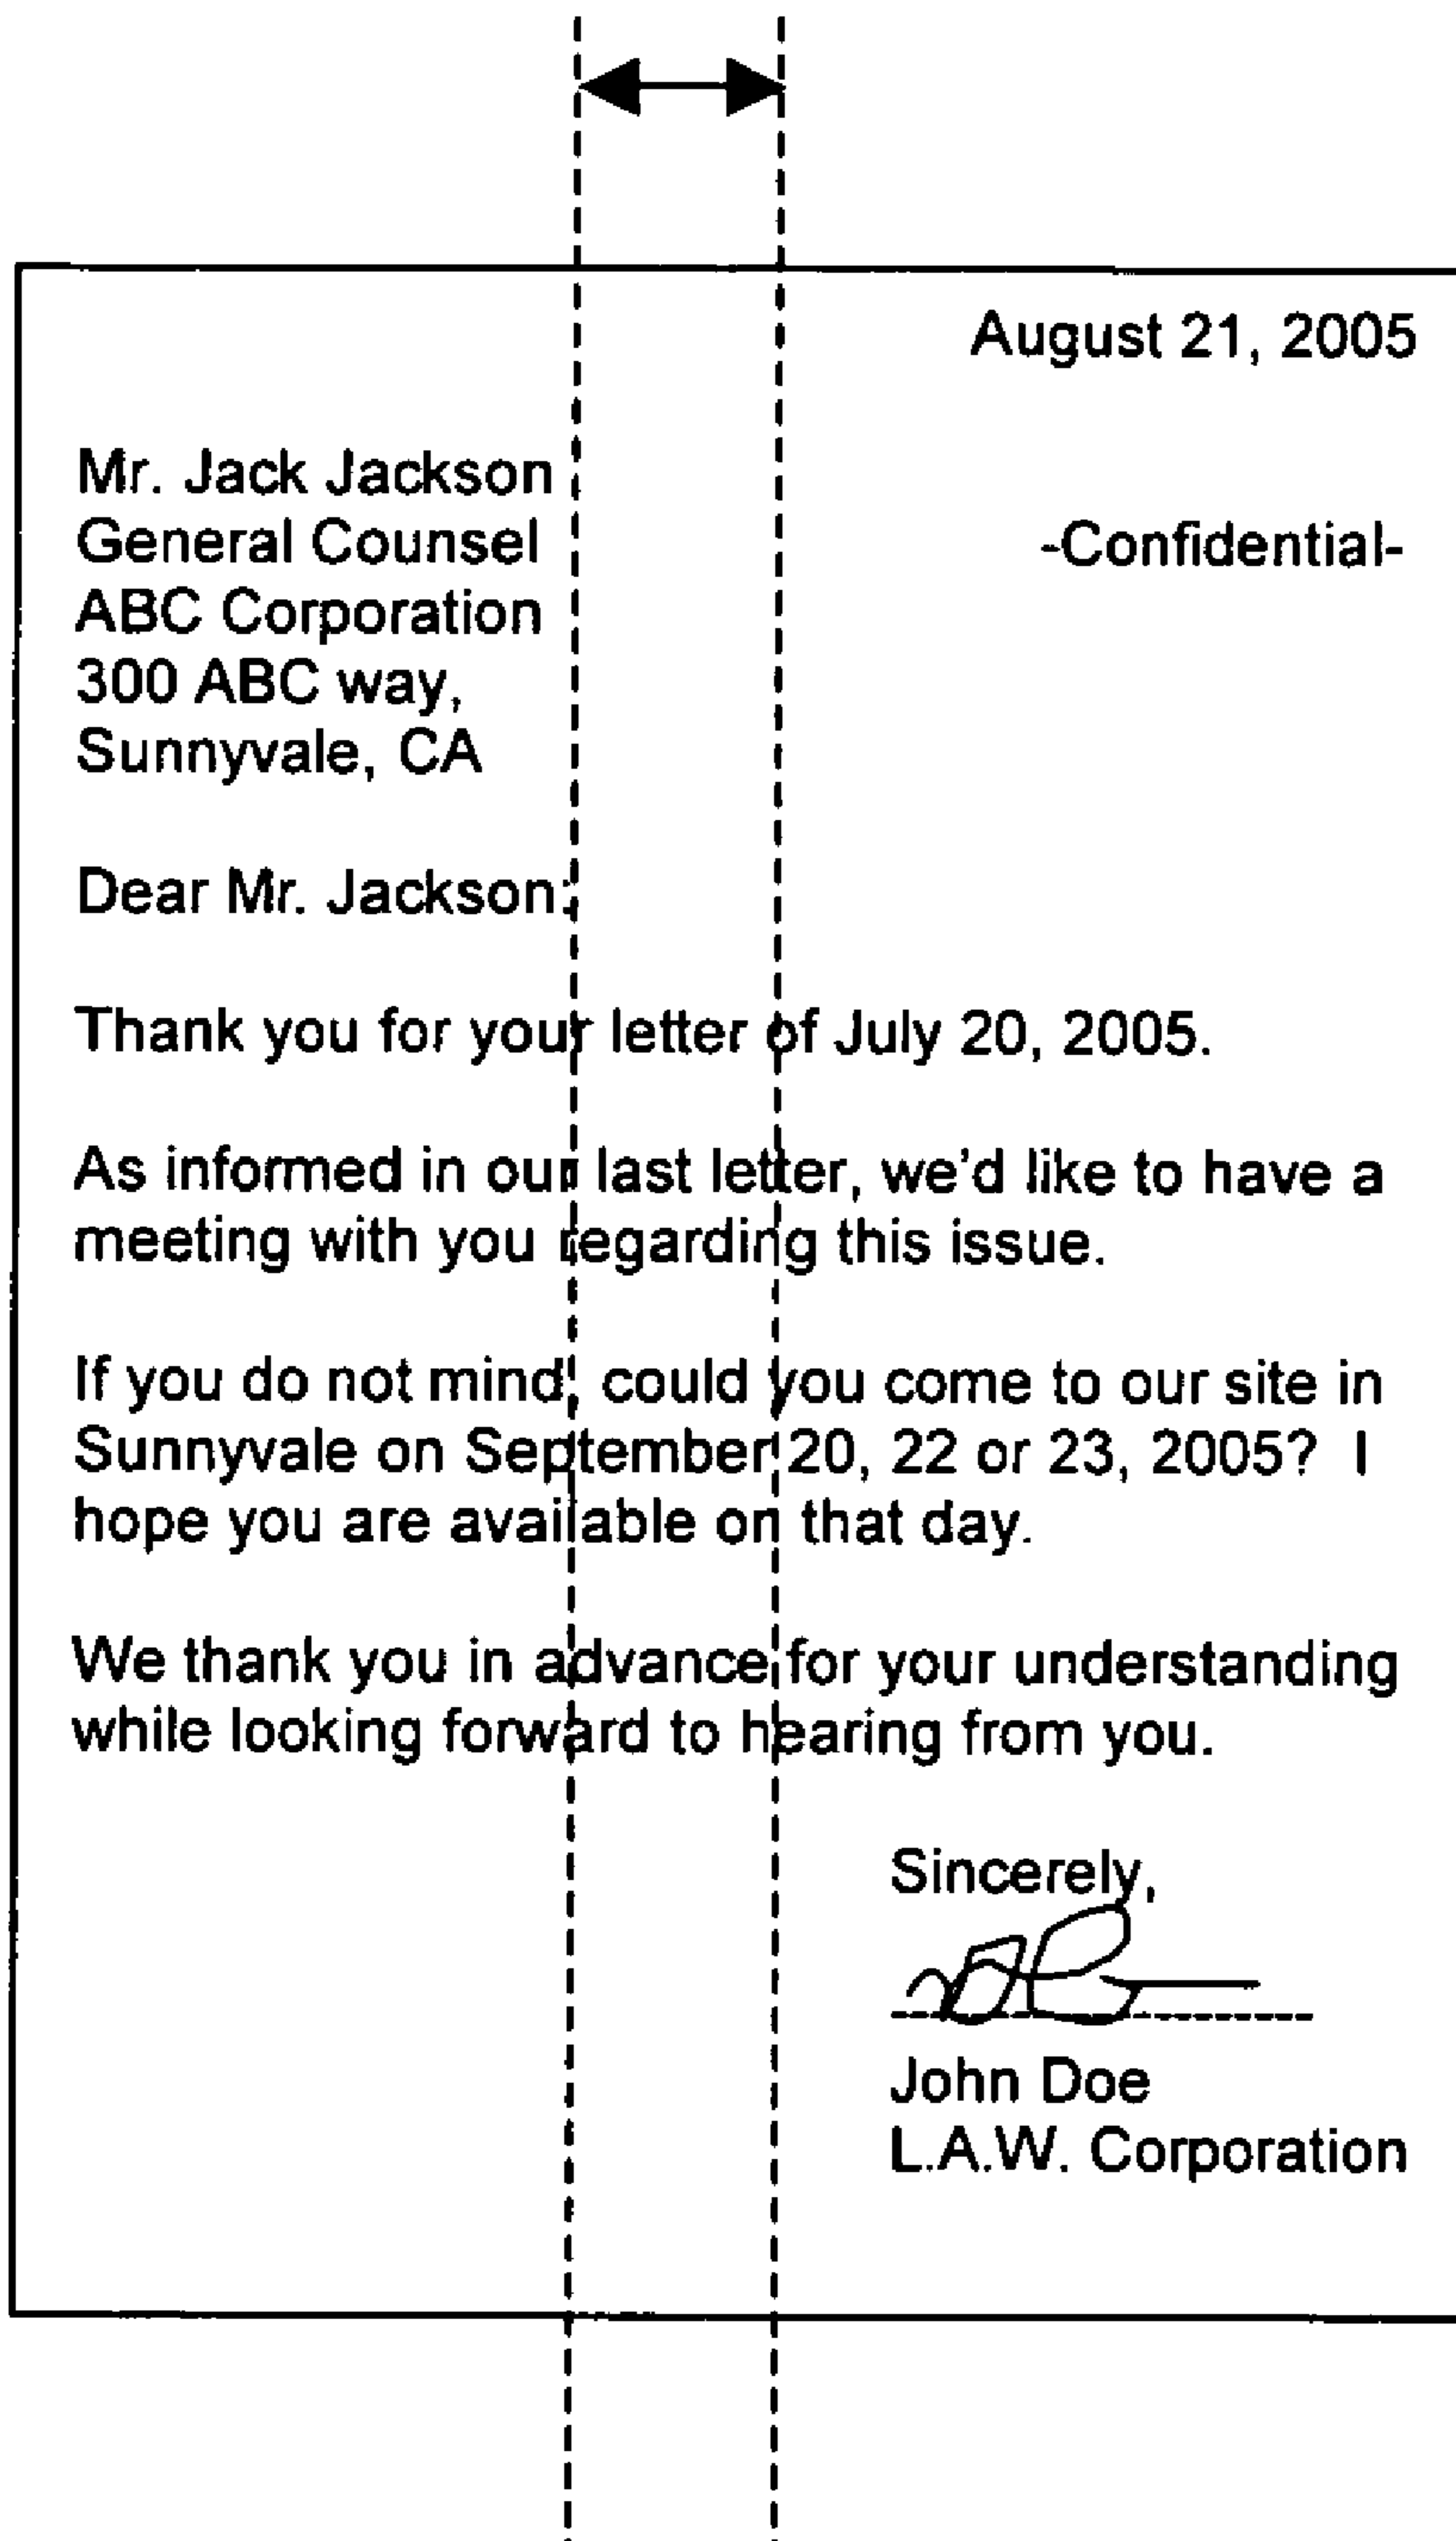 August 21, 2005
Mr. Jack Jackson
General Counsel
-Confidential-
ABC Corporation
300 ABC way,
Sunnyvale, CA
Dear Mr. Jackson:
Thank you for your letter of July 20, 2005.
As informed in our last letter, we'd like to have a
meeting with you regarding this issue.
If you do not mind, could you come to our site in
Sunnyvale on September 20, 22 or 23, 2005? I
hope you are available on that day.
We thank you in advance for your understanding
while looking forward to hearing from you.
Sincerely,
John Doe
L.A.W. Corporation